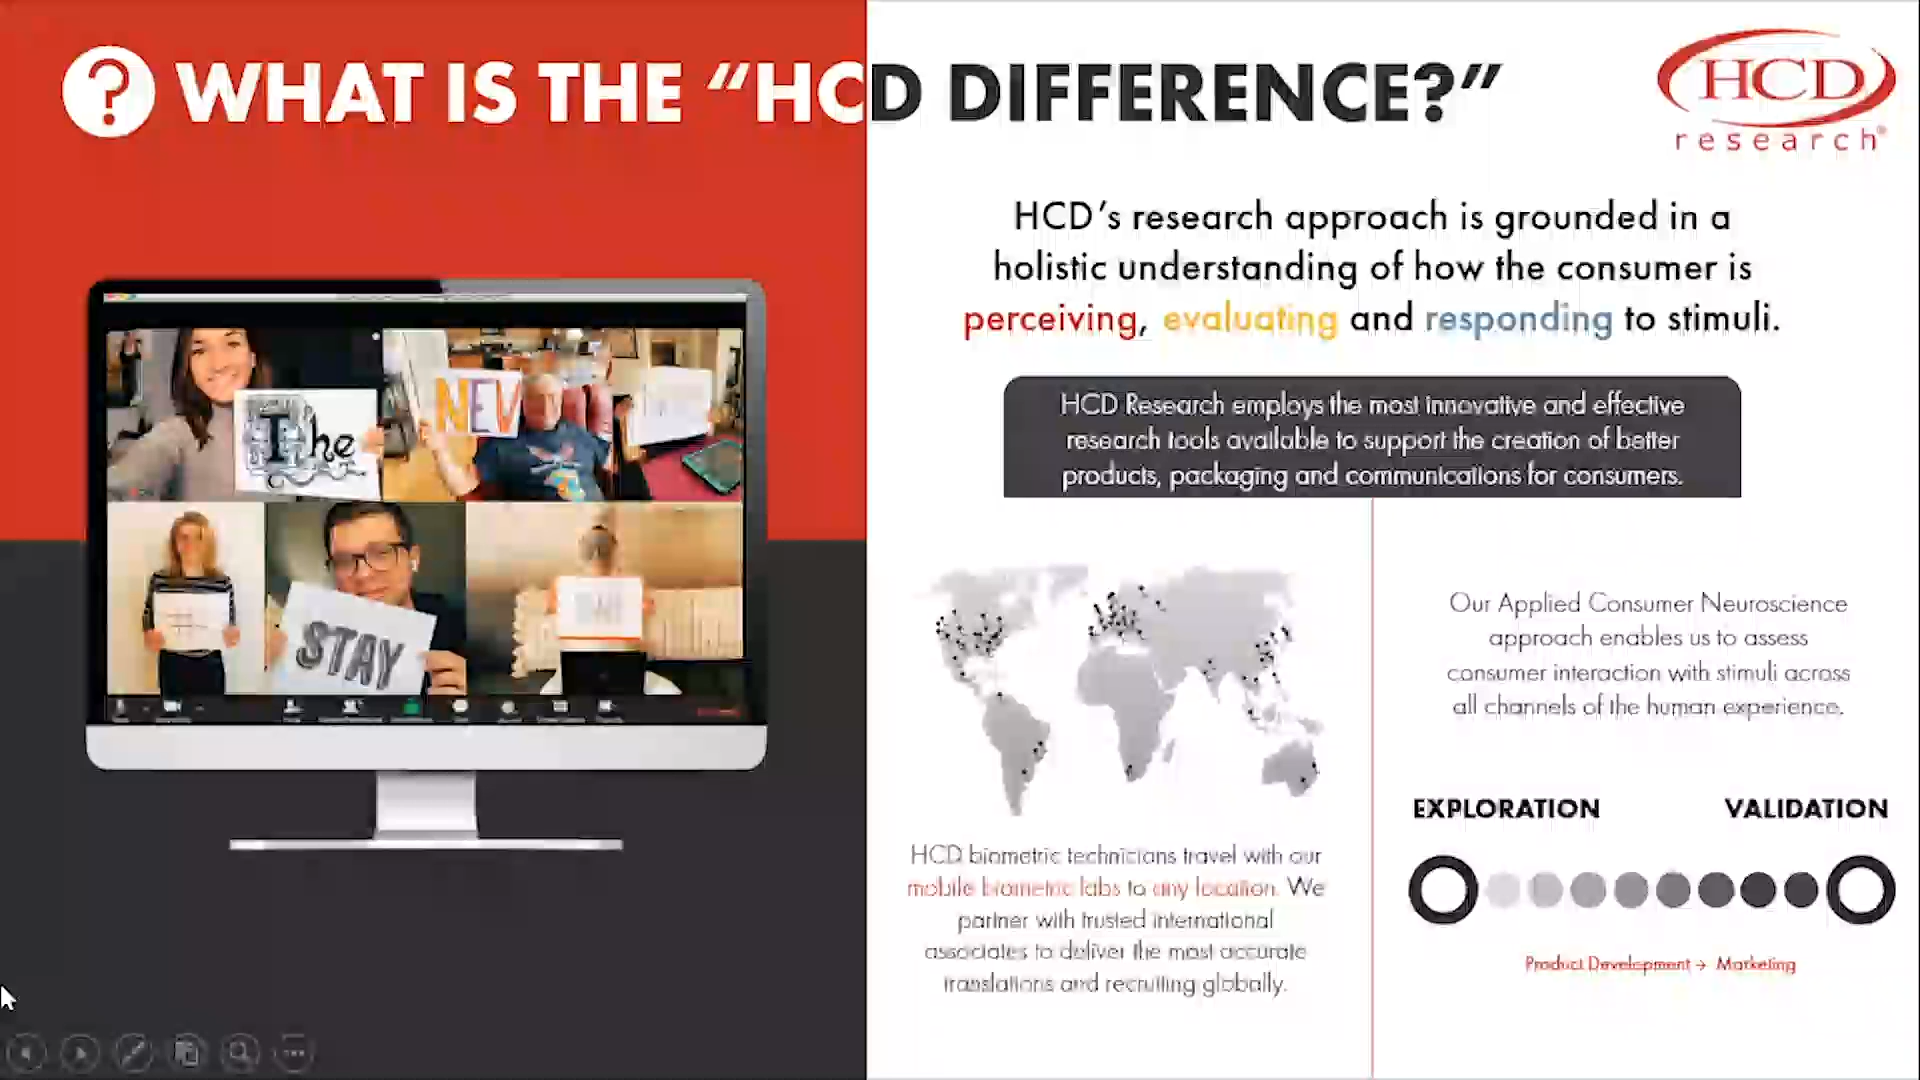 ? WHAT IS THE “HCD DIFFERENCE?”
HCD
research®
HCD’s research approach is grounded in a
holistic understanding of how the consumer is
perceiving, evaluating and responding to stimuli.
HCD Research employs the most innovative and effective
research tools available to support the creation of better
products, packaging and communications for consumers.
The
NEV
STAY
HCD biometric technicians travel with our
mobile biometric labs to any location. We
partner with trusted international
associates to deliver the most accurate
translations and recruiting globally.
Our Applied Consumer Neuroscience
approach enables us to assess
consumer interaction with stimuli across
all channels of the human experience.
EXPLORATION VALIDATION
Product Development → Marketing